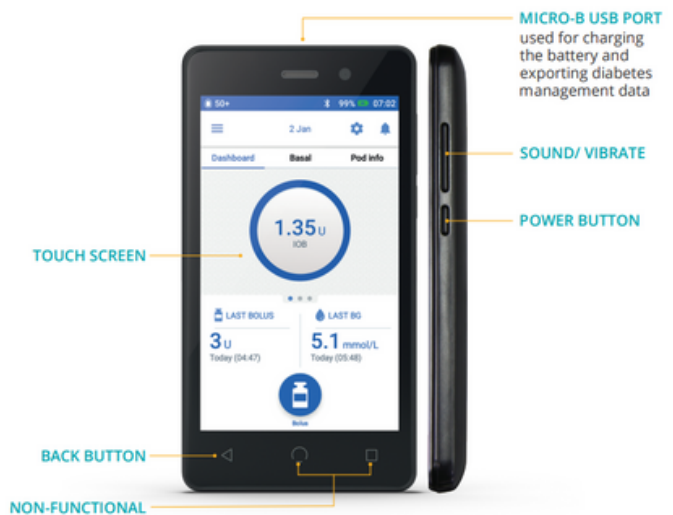 MICRO-B USB PORT
used for charging
the battery and
exporting diabetes
management data
50+ 99% 07:02
2 Jan
Dashboard Basal Pod info
SOUND/ VIBRATE
POWER BUTTON
1.35 U
IOB
TOUCH SCREEN
LAST BOLUS LAST BG
3 U 5.1 mmol/L
Today (04:47) Today (05:48)
Bolus
BACK BUTTON
NON-FUNCTIONAL